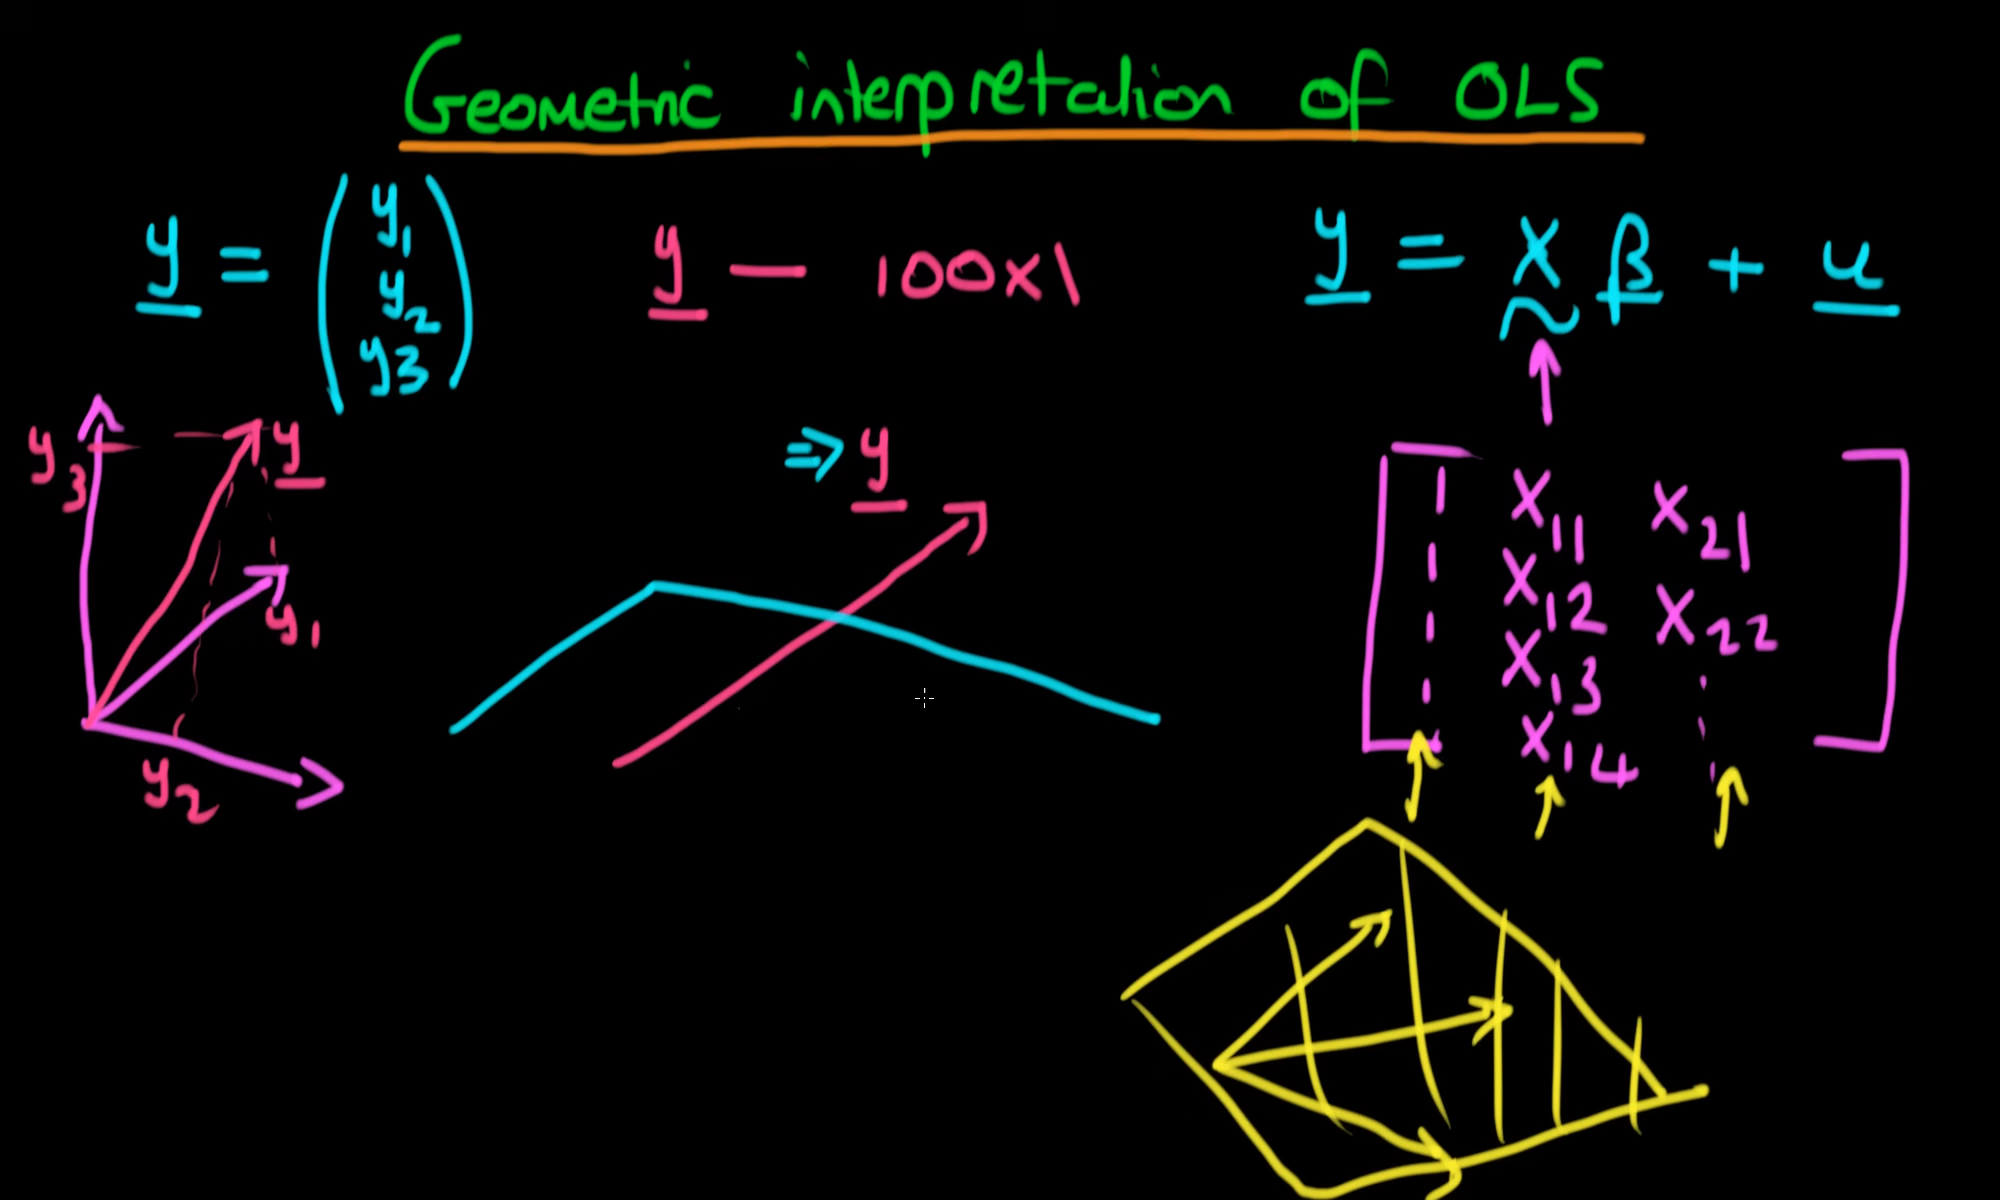 Geometric interpretation of OLS
y = ( y1 y2 y3 )
y — 100x1
y = X β + u
y3
y
y1
y2
⇒ y
1 x11 x21
1 x12 x22
1 x13
1 x14